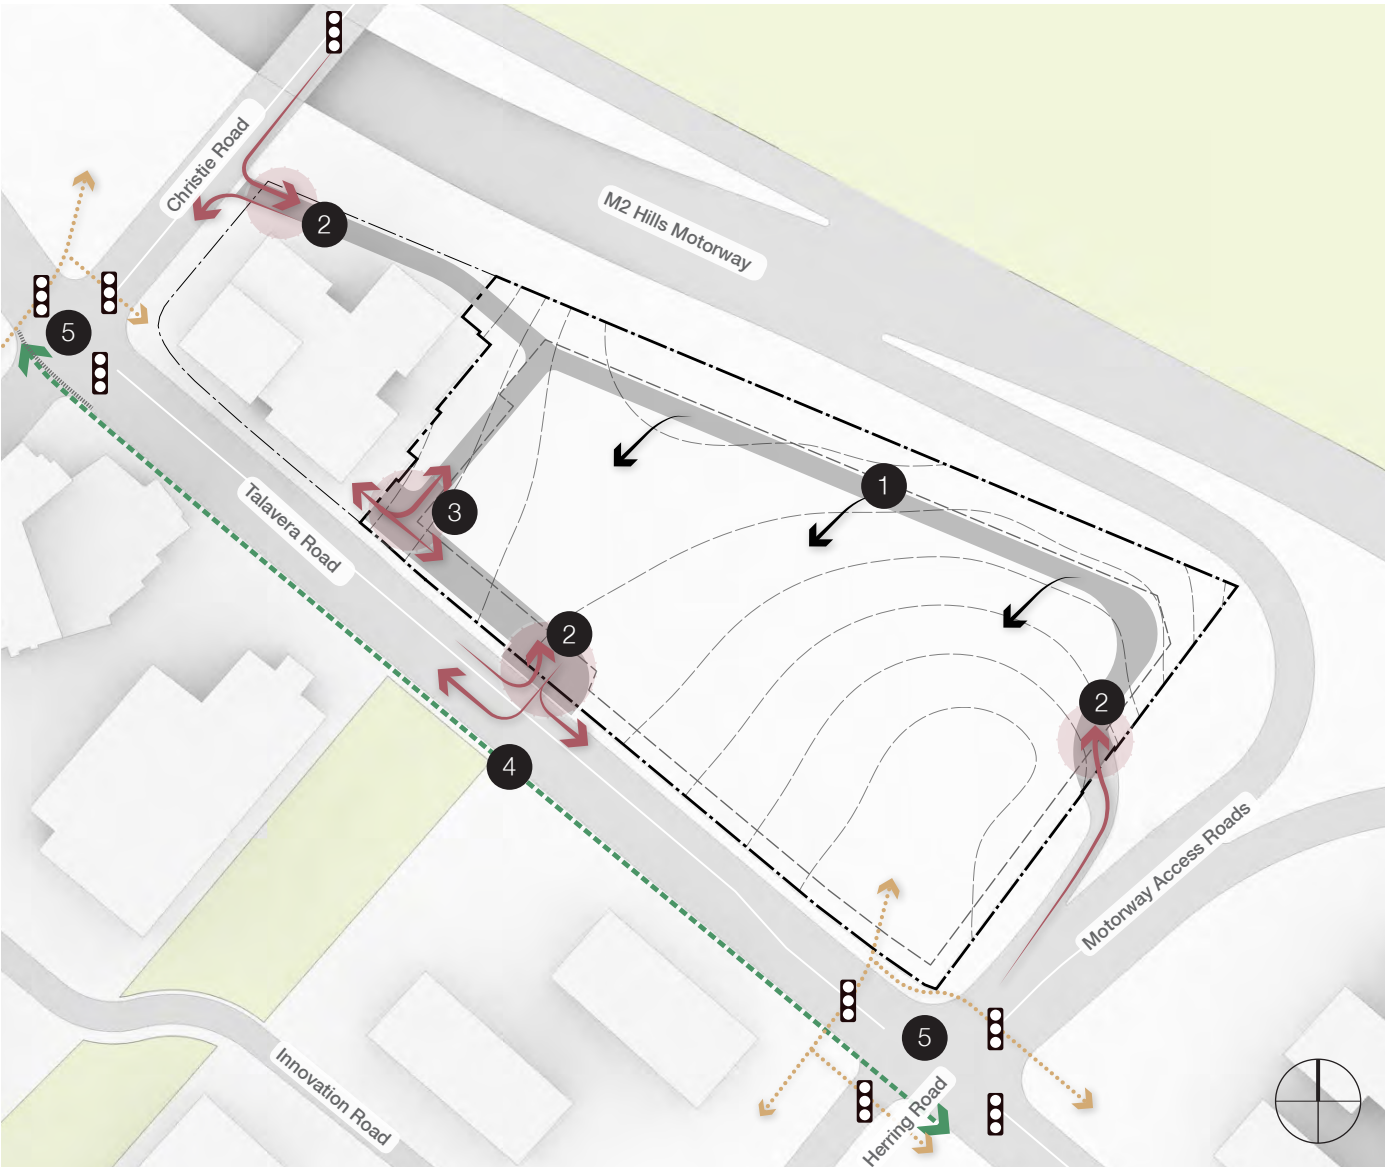 Christie Road
M2 Hills Motorway
2
5
1
Talavera Road
3
2
2
4
Motorway Access Roads
5
Innovation Road
Herring Road